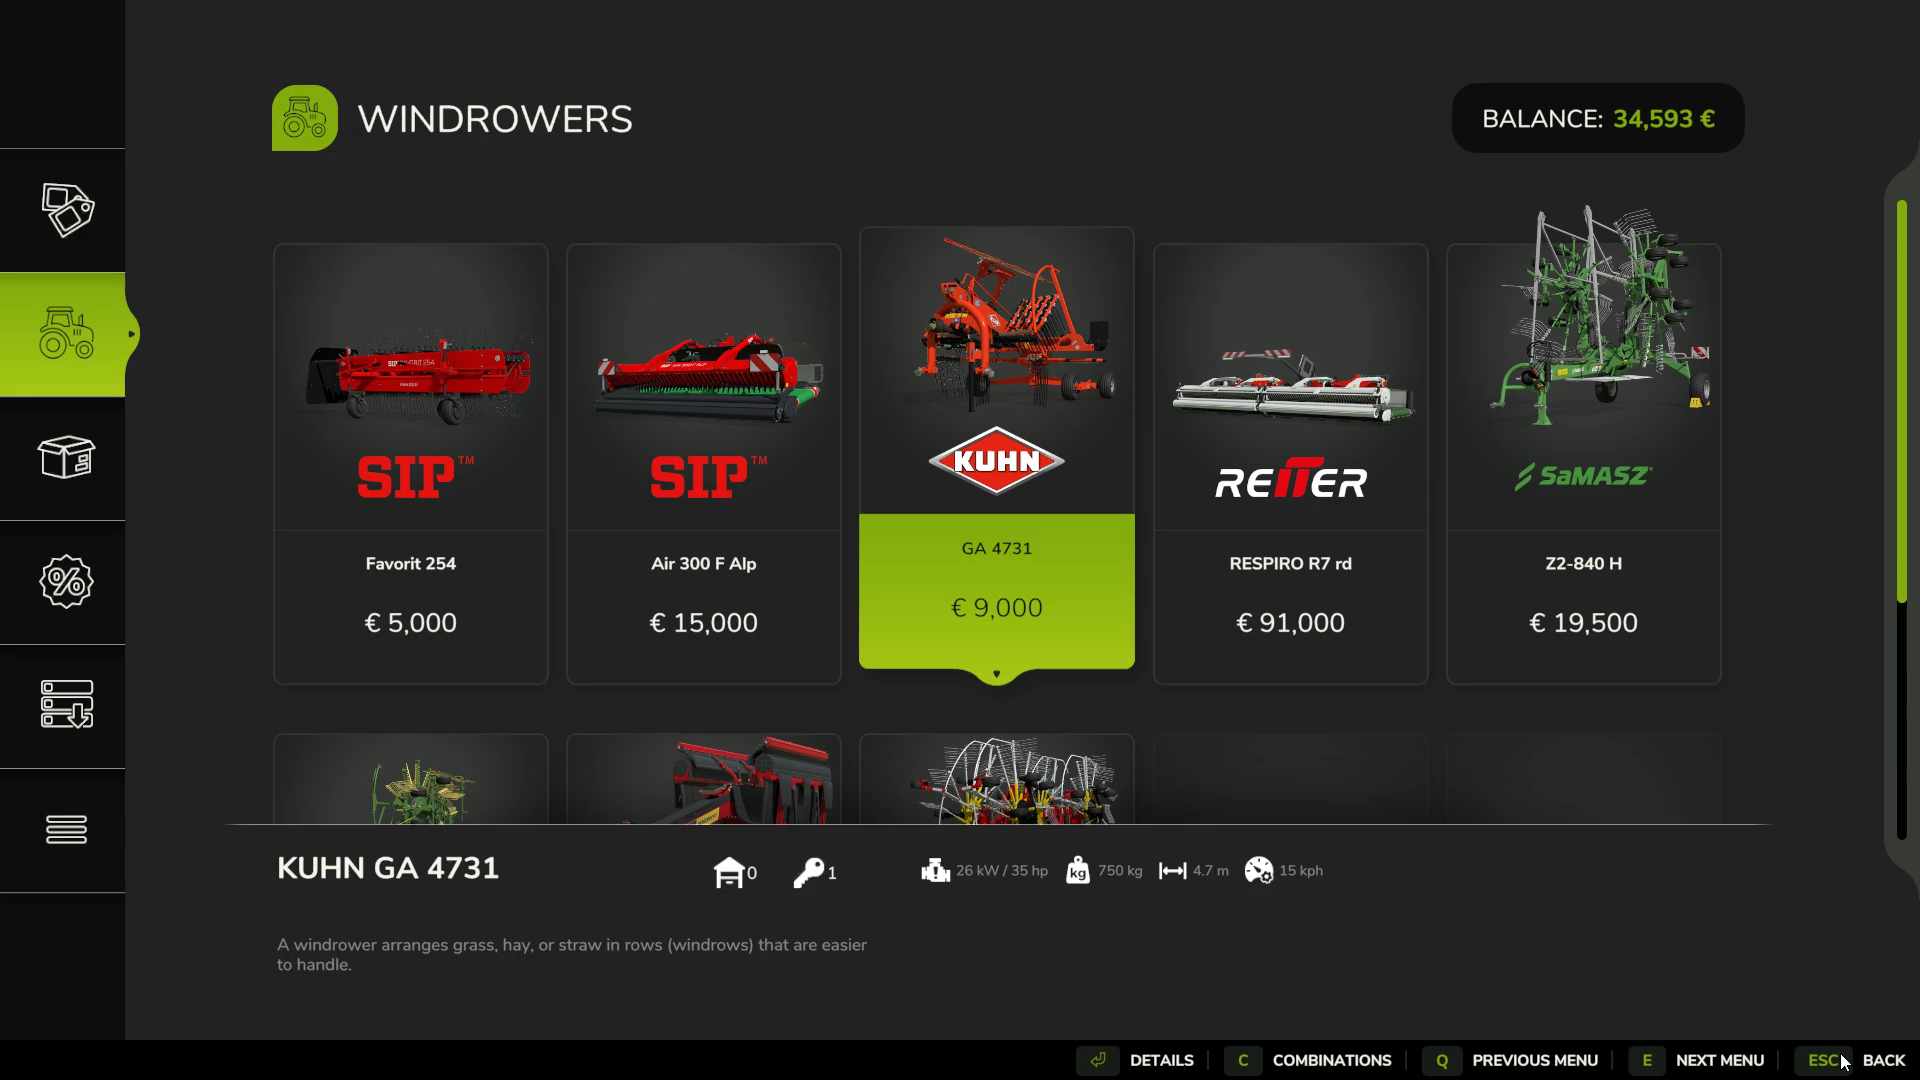 WINDROWERS
BALANCE: 34,593 €
SIP™
SIP™
KUHN
REITER
SaMASZ
Favorit 254
Air 300 F Alp
GA 4731
RESPIRO R7 rd
Z2-840 H
€ 5,000
€ 15,000
€ 9,000
€ 91,000
€ 19,500
KUHN GA 4731
0
1
26 kW / 35 hp
kg
750 kg
4.7 m
15 kph
A windrower arranges grass, hay, or straw in rows (windrows) that are easier
to handle.
DETAILS
C COMBINATIONS
Q PREVIOUS MENU
E NEXT MENU
ESC BACK